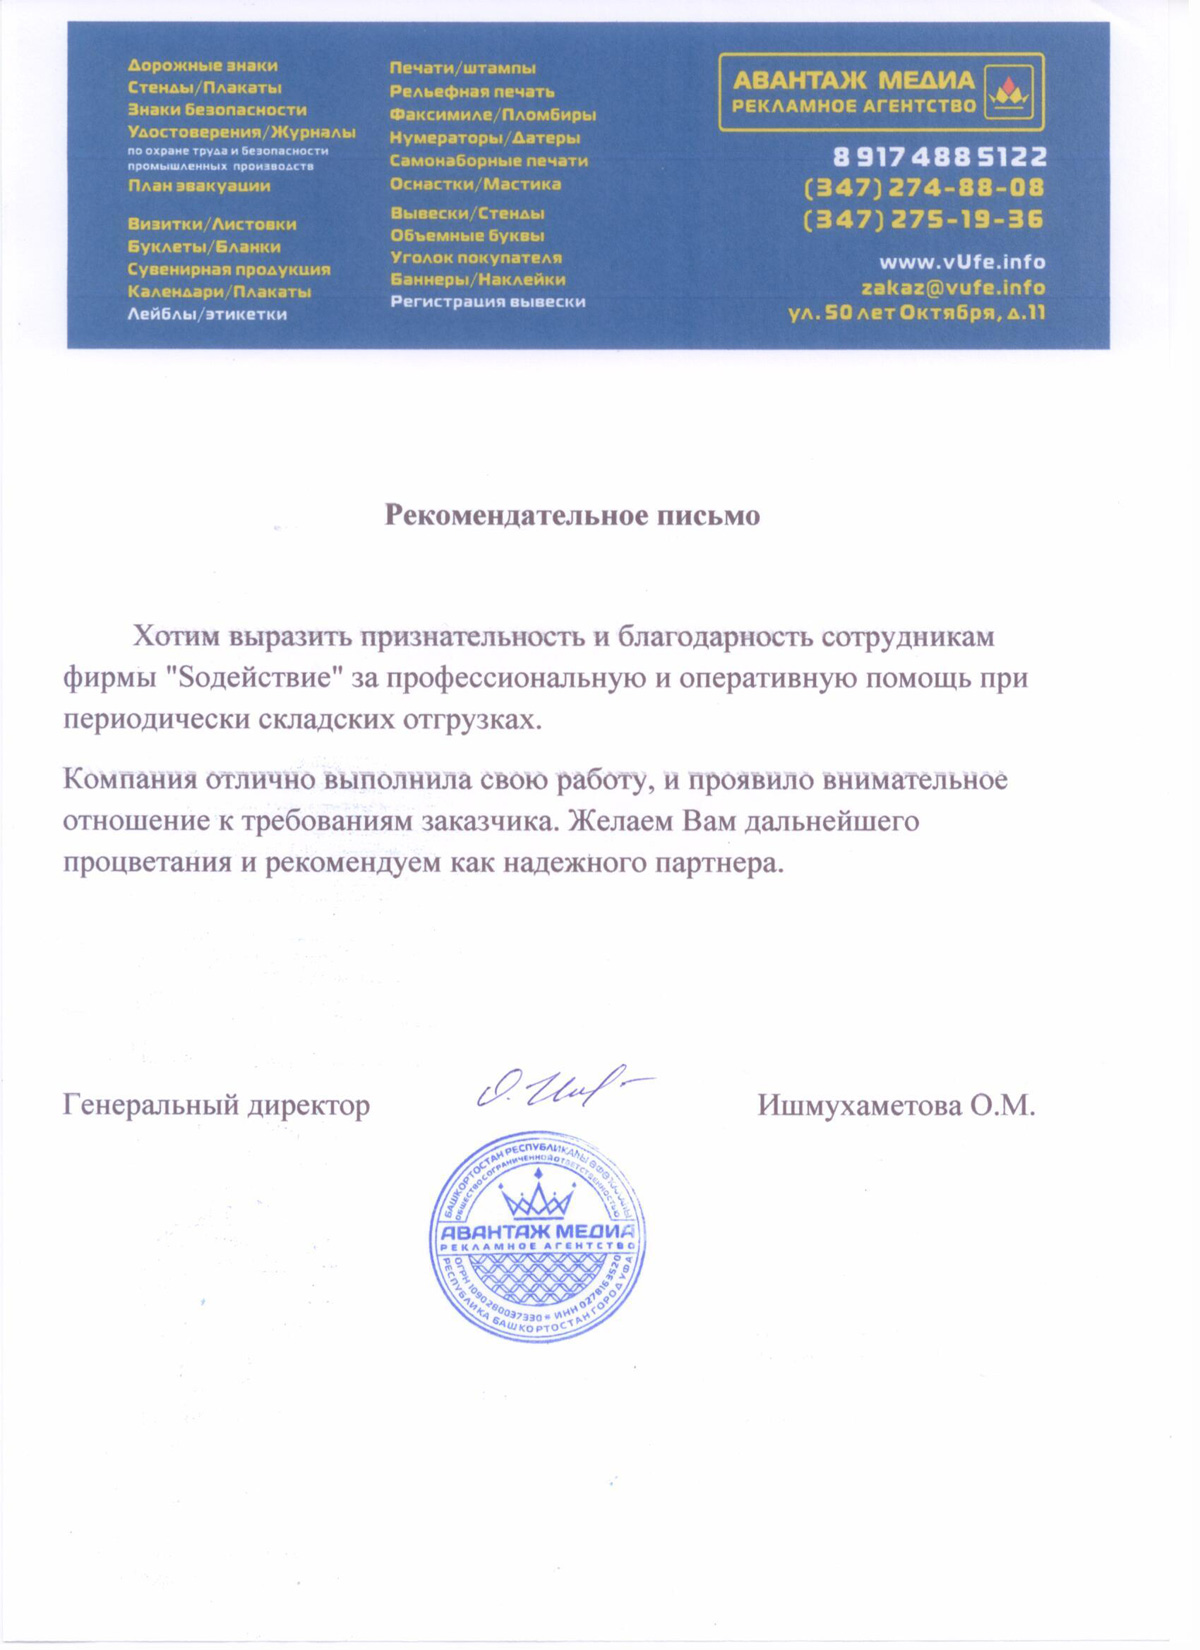 Дорожные знаки
Стенды/Плакаты
Знаки безопасности
Удостоверения/Журналы
по охране труда и безопасности
промышленных производств
План эвакуации
Визитки/Листовки
Буклеты/Бланки
Сувенирная продукция
Календари/Плакаты
Лейблы/этикетки
Печати/штампы
Рельефная печать
Факсимиле/Пломбиры
Нумераторы/Датеры
Самонаборные печати
Оснастки/Мастика
Вывески/Стенды
Объемные буквы
Уголок покупателя
Баннеры/Наклейки
Регистрация вывески
АВАНТАЖ МЕДИА
РЕКЛАМНОЕ АГЕНТСТВО
8 917 488 5122
(347) 274-88-08
(347) 275-19-36
www.vUfe.info
zakaz@vufe.info
ул. 50 лет Октября, д.11
Рекомендательное письмо
Хотим выразить признательность и благодарность сотрудникам
фирмы "Sодействие" за профессиональную и оперативную помощь при
периодически складских отгрузках.
Компания отлично выполнила свою работу, и проявило внимательное
отношение к требованиям заказчика. Желаем Вам дальнейшего
процветания и рекомендуем как надежного партнера.
Генеральный директор
Ишмухаметова О.М.
БАШКОРТОСТАН РЕСПУБЛИКАҺЫ
ОБЩЕСТВО С ОГРАНИЧЕННОЙ ОТВЕТСТВЕННОСТЬЮ
АВАНТАЖ МЕДИА
РЕКЛАМНОЕ АГЕНТСТВО
ОГРН 1090280037330 * ИНН 0278163520
РЕСПУБЛИКА БАШКОРТОСТАН ГОРОД УФА